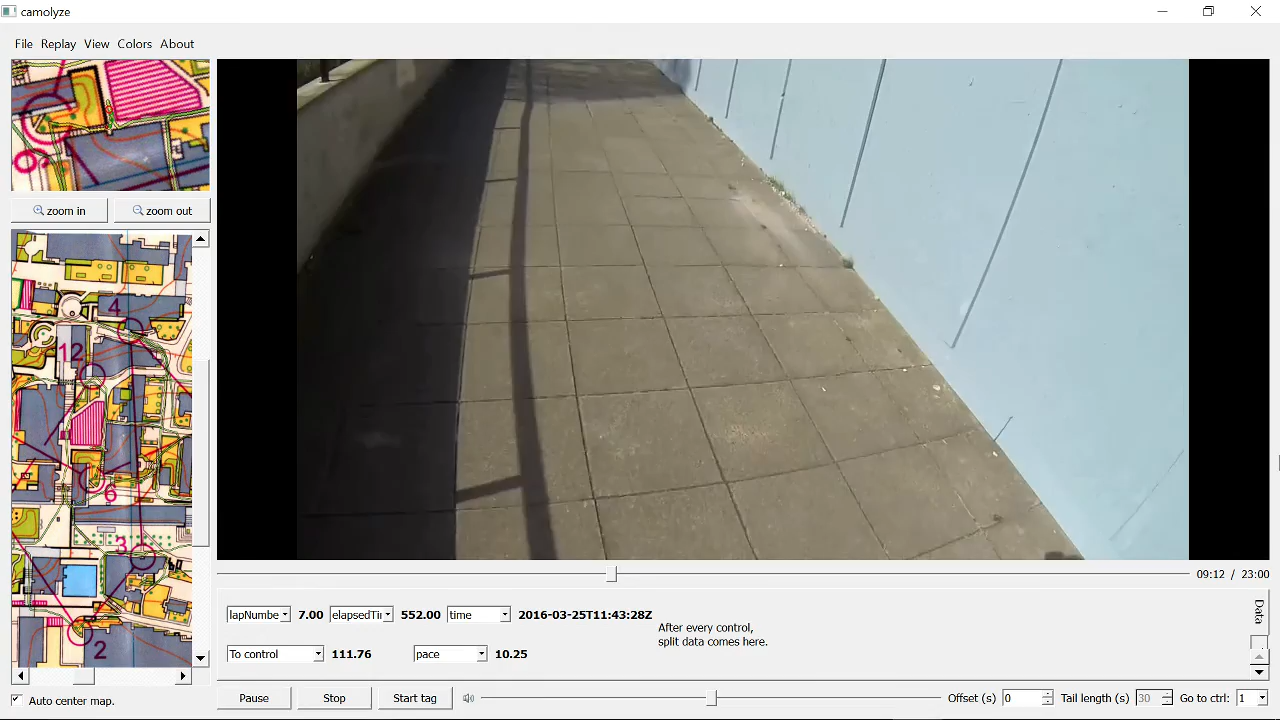 camolyze
File Replay View Colors About
zoom in zoom out
4
12
6
3
2
Auto center map.
09:12 / 23:00
lapNumbe 7.00 elapsedTii 552.00 time 2016-03-25T11:43:28Z
After every control,
split data comes here.
To control 111.76 pace 10.25
Data
Pause Stop Start tag Offset (s) 0 Tail length (s) 30 Go to ctrl: 1